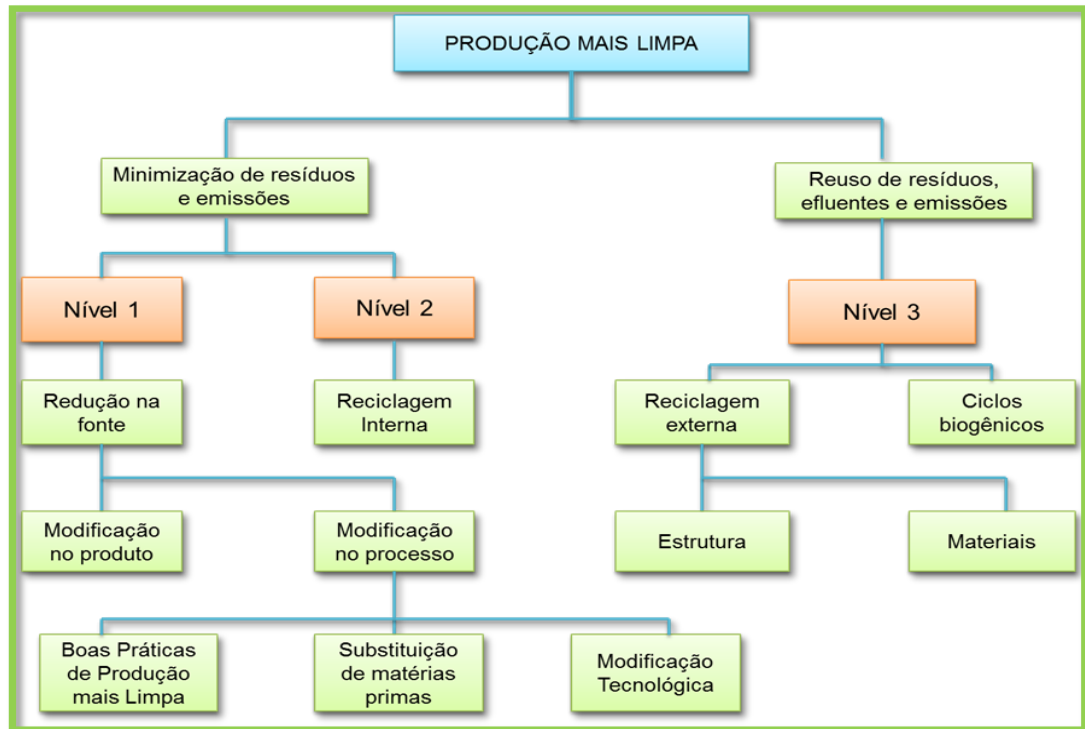 PRODUÇÃO MAIS LIMPA
Minimização de resíduos
e emissões
Reuso de resíduos,
efluentes e emissões
Nível 1
Nível 2
Nível 3
Redução na
fonte
Reciclagem
Interna
Reciclagem
externa
Ciclos
biogênicos
Modificação
no produto
Modificação
no processo
Estrutura
Materiais
Boas Práticas
de Produção
mais Limpa
Substituição
de matérias
primas
Modificação
Tecnológica